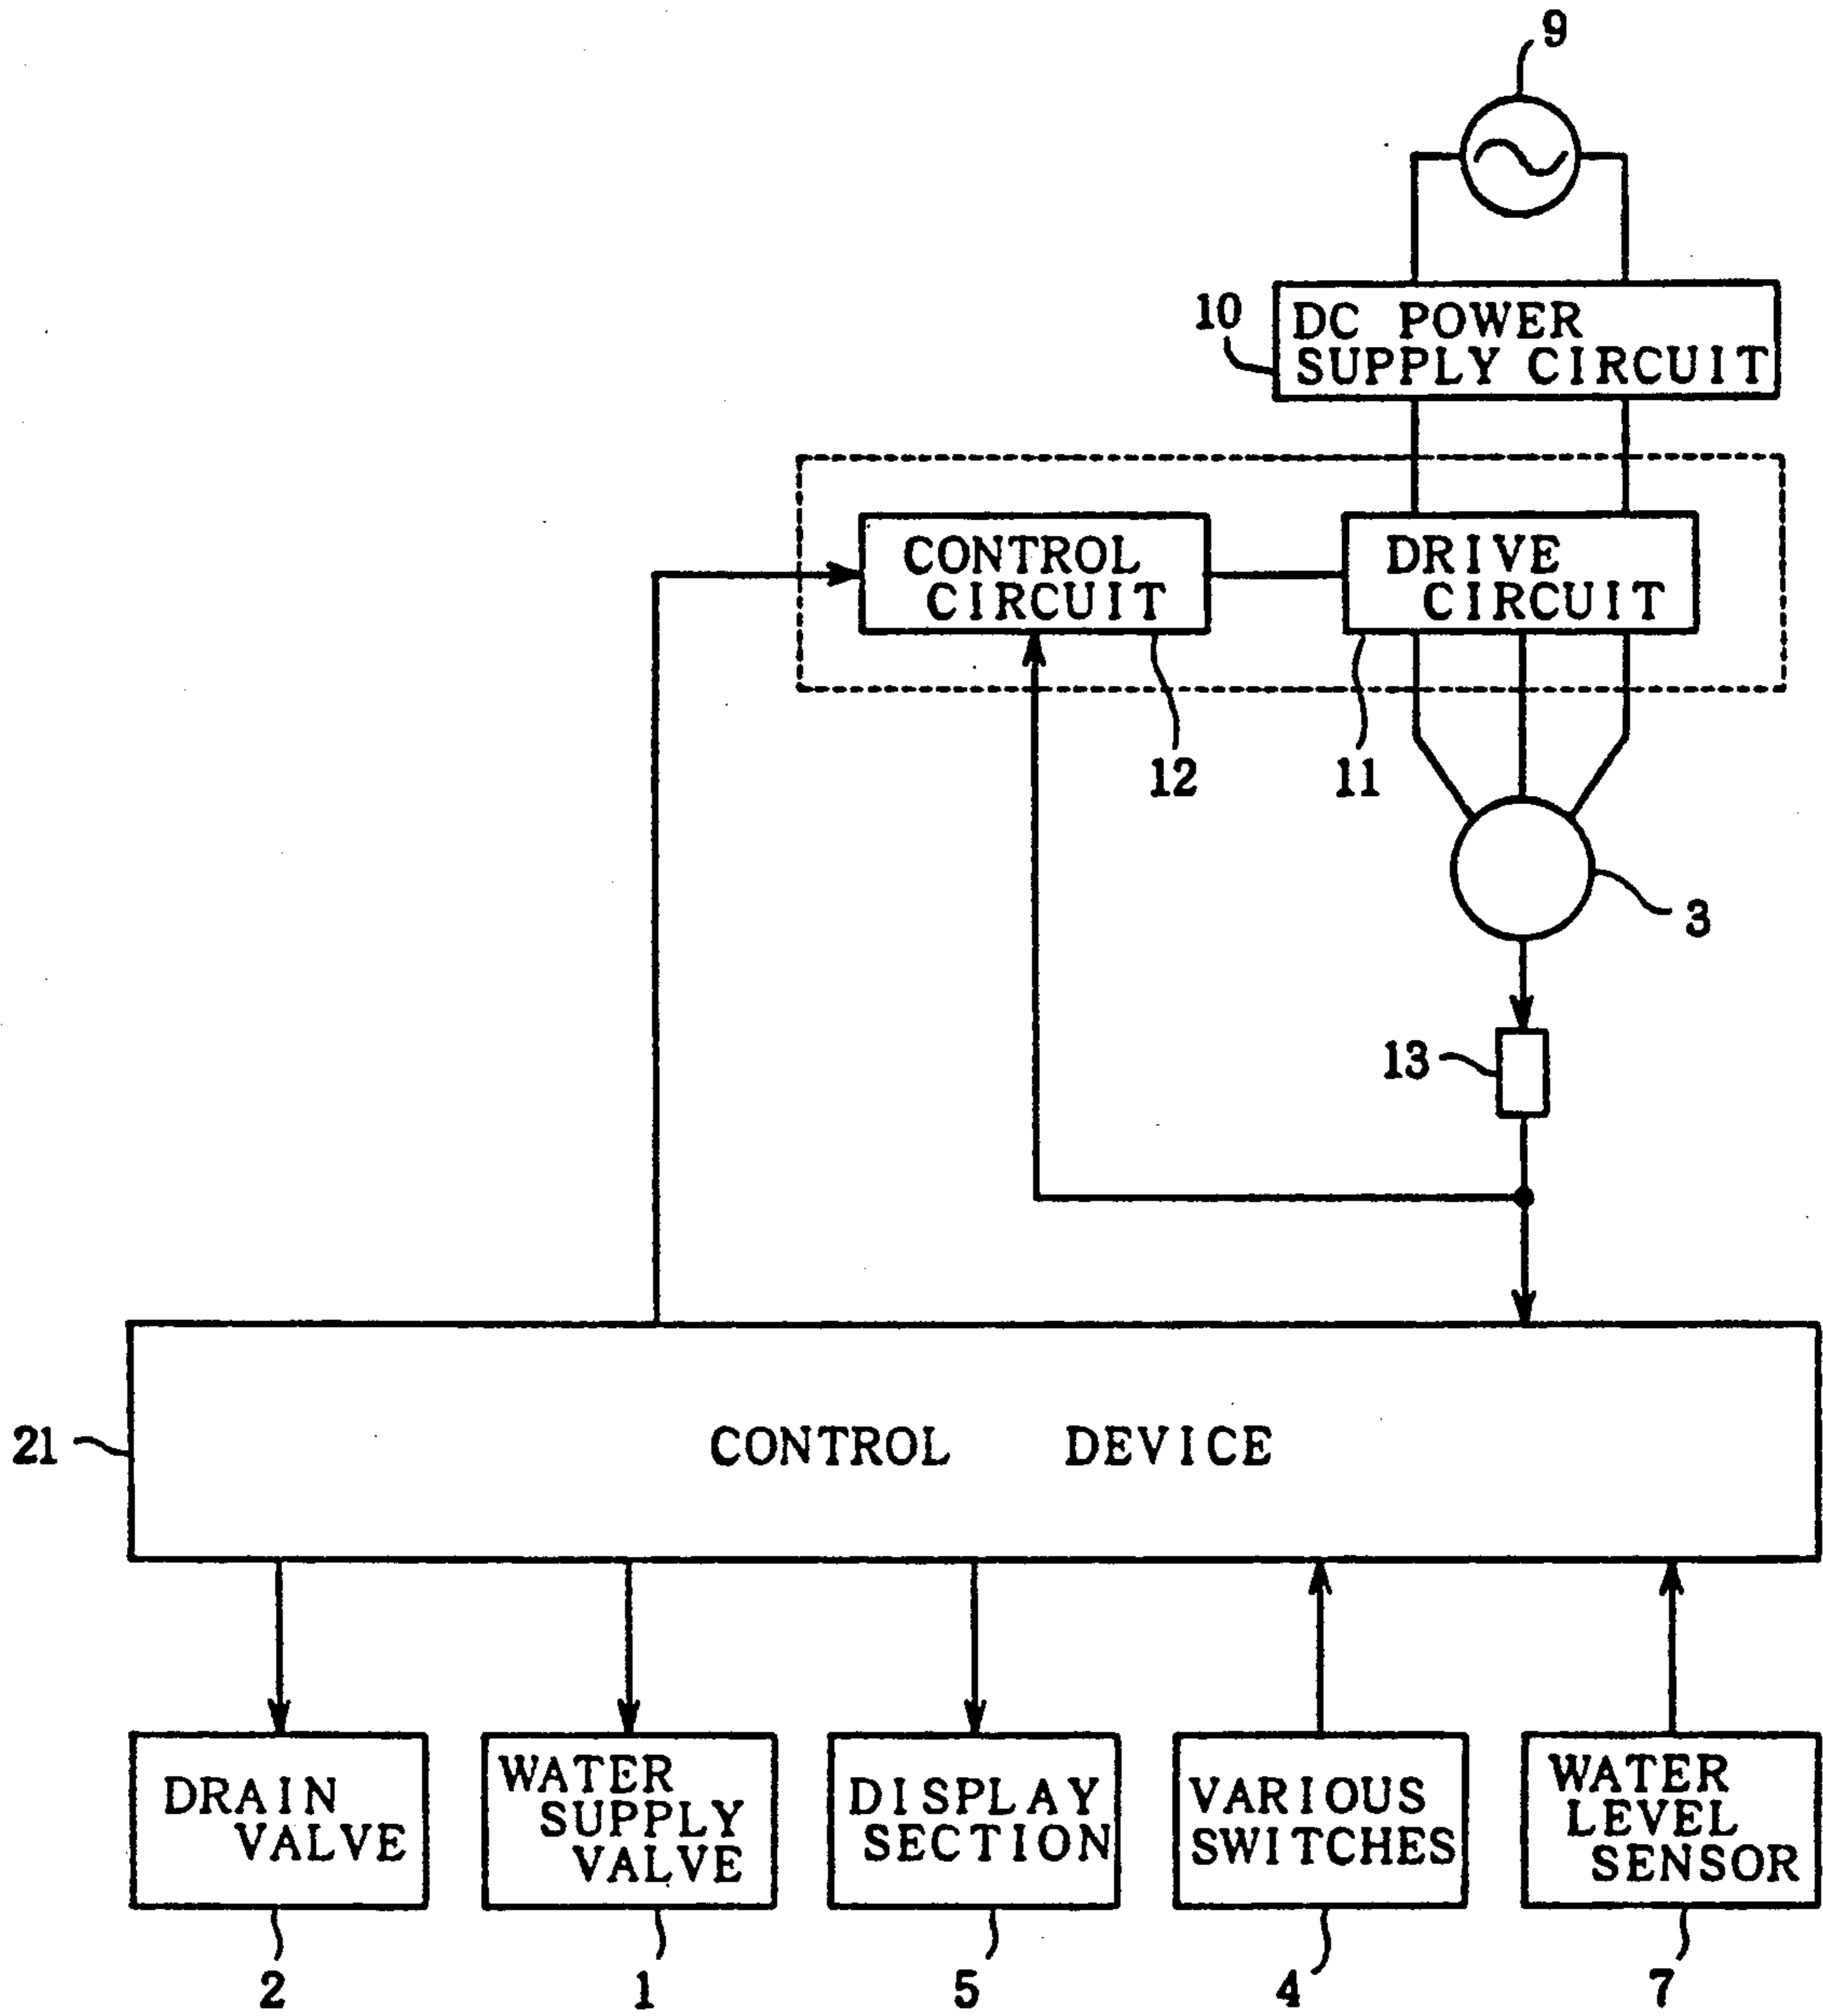 9
10
DC POWER
SUPPLY CIRCUIT
CONTROL
CIRCUIT
DRIVE
CIRCUIT
12
11
3
13
21
CONTROL DEVICE
DRAIN
VALVE
WATER
SUPPLY
VALVE
DISPLAY
SECTION
VARIOUS
SWITCHES
WATER
LEVEL
SENSOR
2
1
5
4
7